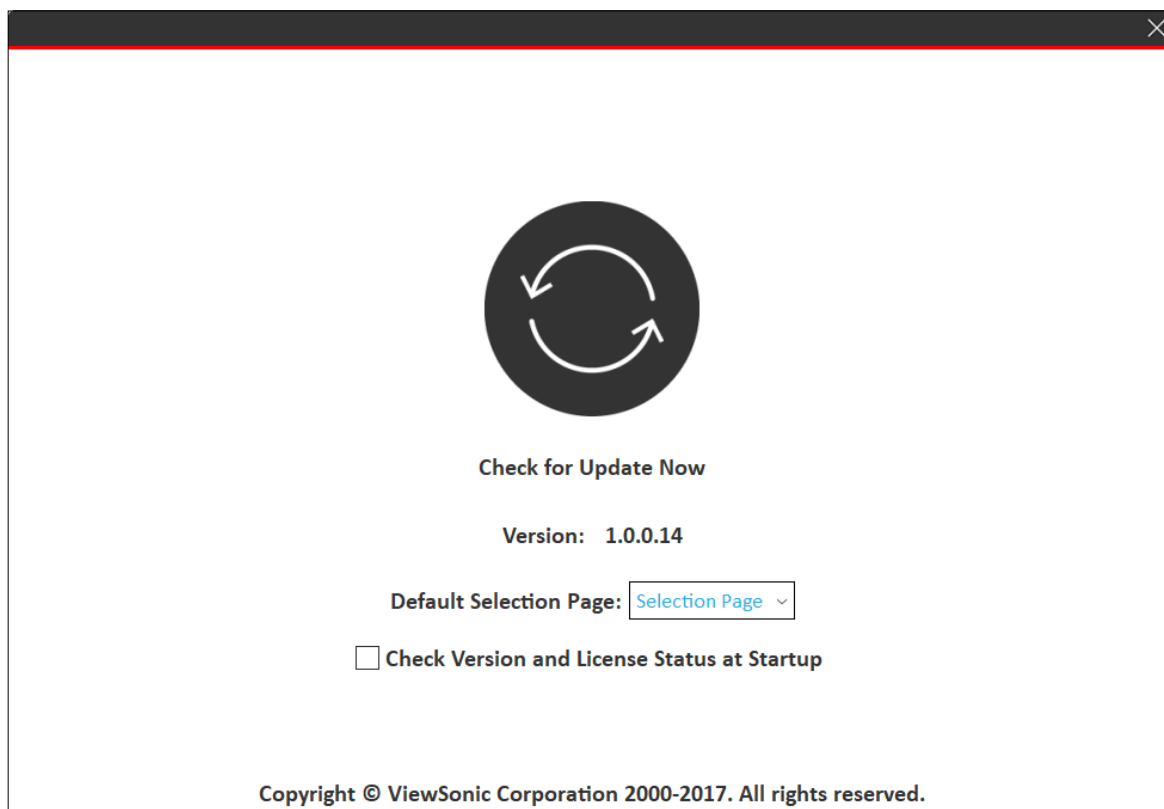 Check for Update Now
Version: 1.0.0.14
Default Selection Page: Selection Page
Check Version and License Status at Startup
Copyright © ViewSonic Corporation 2000-2017. All rights reserved.